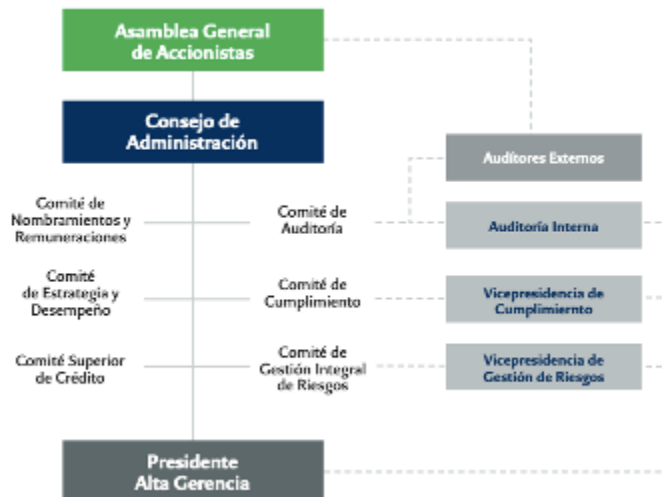 Asamblea General
de Accionistas
Consejo de
Administración
Auditores Externos
Comité de
Nombramientos y
Remuneraciones
Comité de
Auditoría
Auditoría Interna
Comité
de Estrategia y
Desempeño
Comité de
Cumplimiento
Vicepresidencia de
Cumplimiernto
Comité Superior
de Crédito
Comité de
Gestión Integral
de Riesgos
Vicepresidencia de
Gestión de Riesgos
Presidente
Alta Gerencia